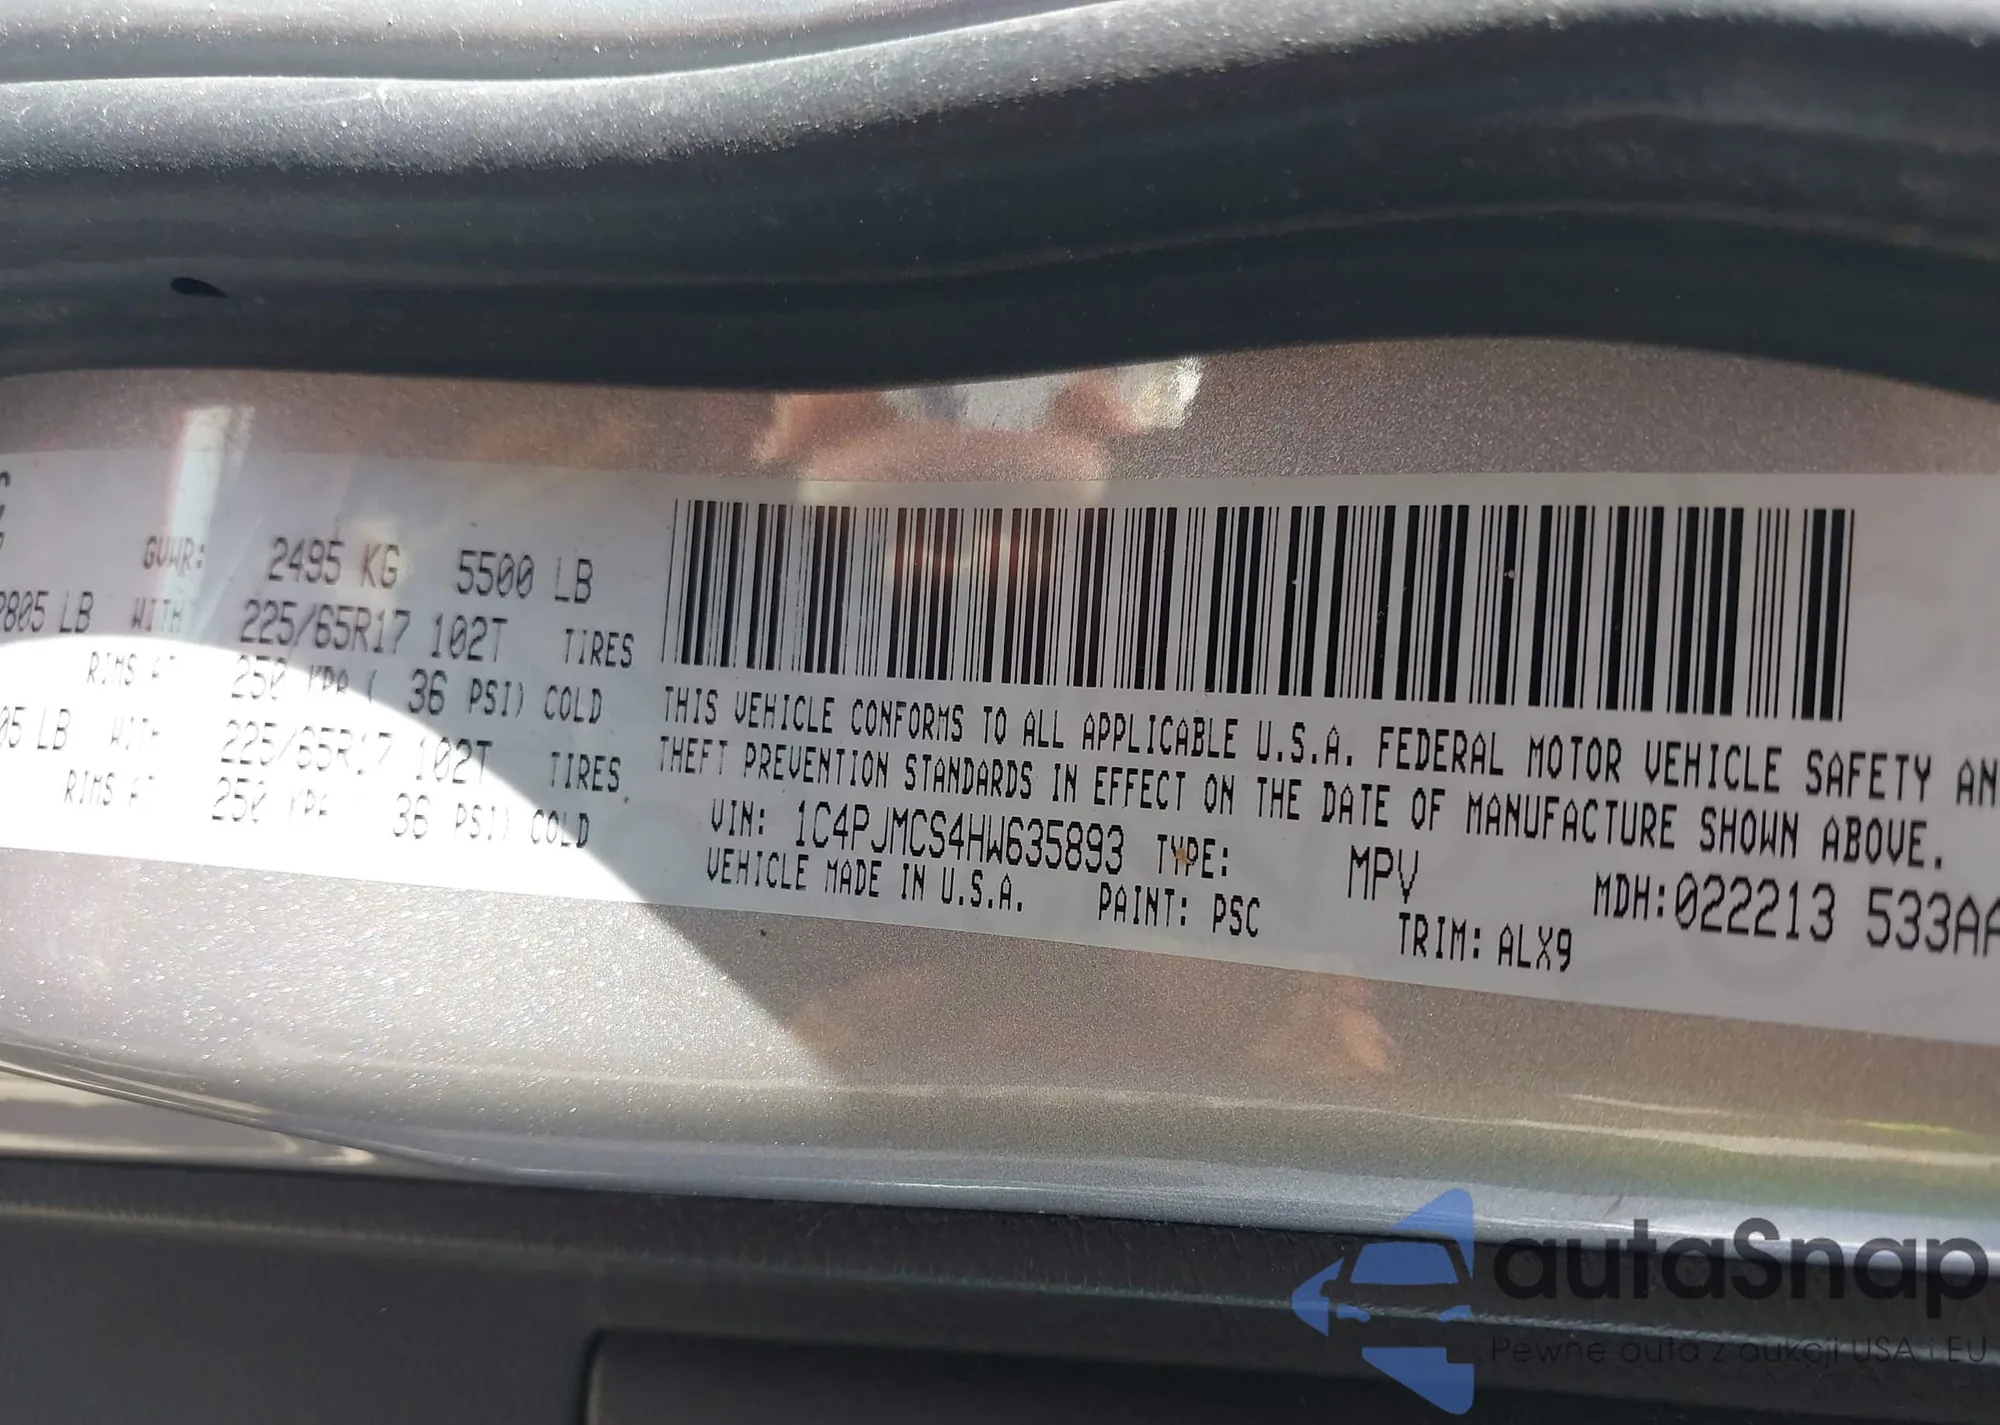 GVWR: 2495 KG 5500 LB
2805 LB WITH 225/65R17 102T TIRES
RIMS AT 250 KPA ( 36 PSI) COLD
05 LB WITH 225/65R17 102T TIRES
RIMS AT 250 KPA 36 PSI) COLD
THIS VEHICLE CONFORMS TO ALL APPLICABLE U.S.A. FEDERAL MOTOR VEHICLE SAFETY AN
THEFT PREVENTION STANDARDS IN EFFECT ON THE DATE OF MANUFACTURE SHOWN ABOVE.
VIN: 1C4PJMCS4HW635893 TYPE: MPV MDH:022213 533AA
VEHICLE MADE IN U.S.A. PAINT: PSC TRIM: ALX9
autaSnap
Pewne auta z aukcji USA i EU